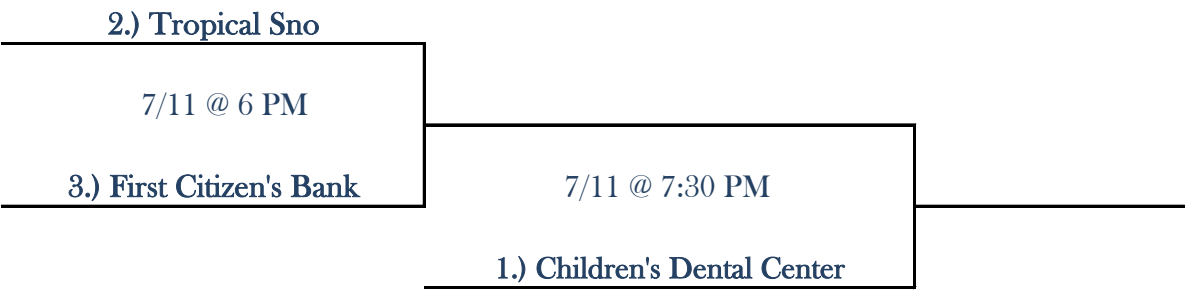 2.) Tropical Sno
7/11 @ 6 PM
3.) First Citizen's Bank
7/11 @ 7:30 PM
1.) Children's Dental Center